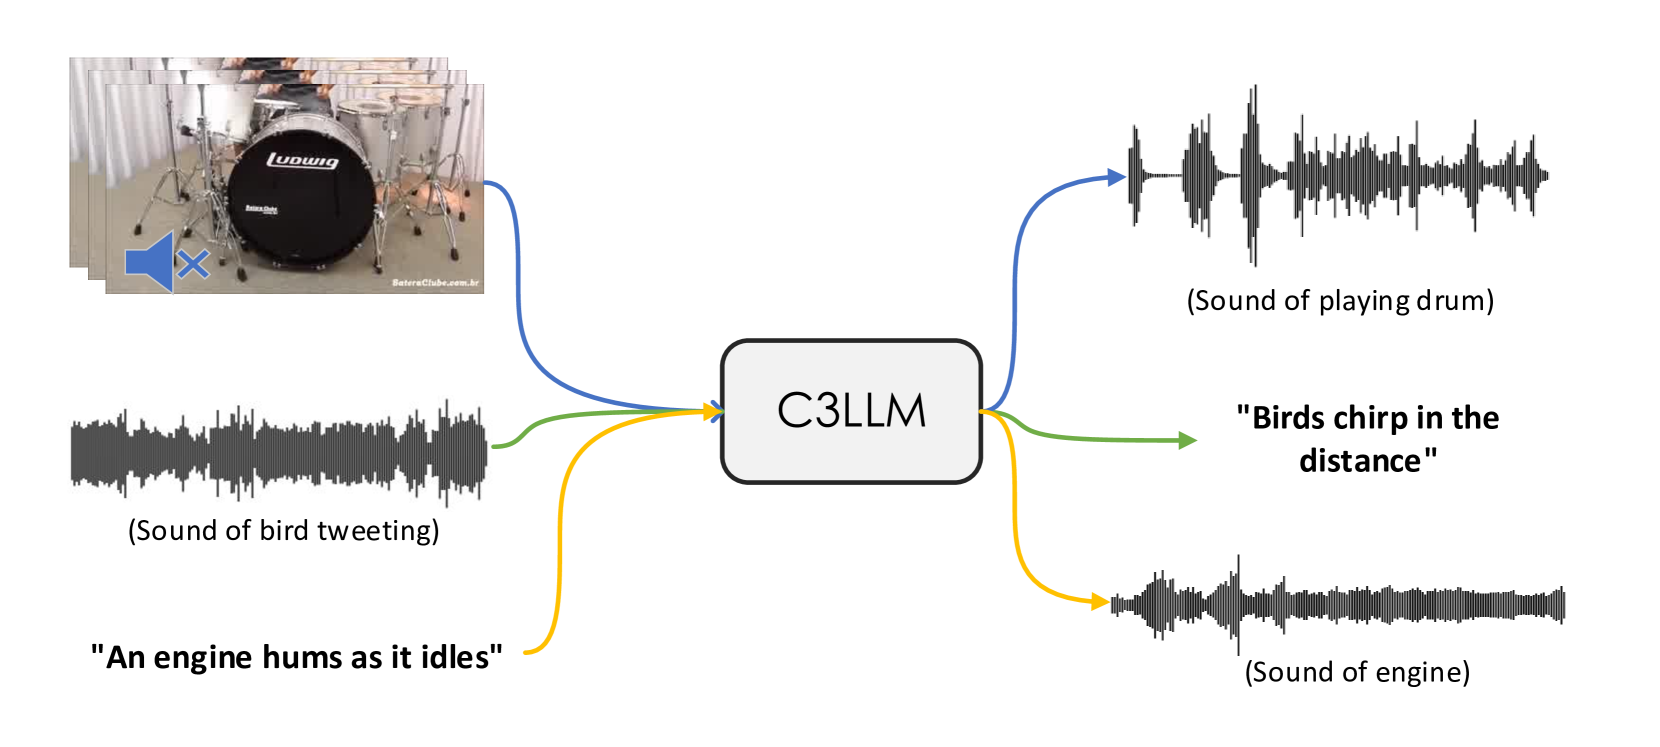 LUDWIG
BateraClube.com.br
(Sound of playing drum)
C3LLM
"Birds chirp in the
distance"
(Sound of bird tweeting)
"An engine hums as it idles"
(Sound of engine)